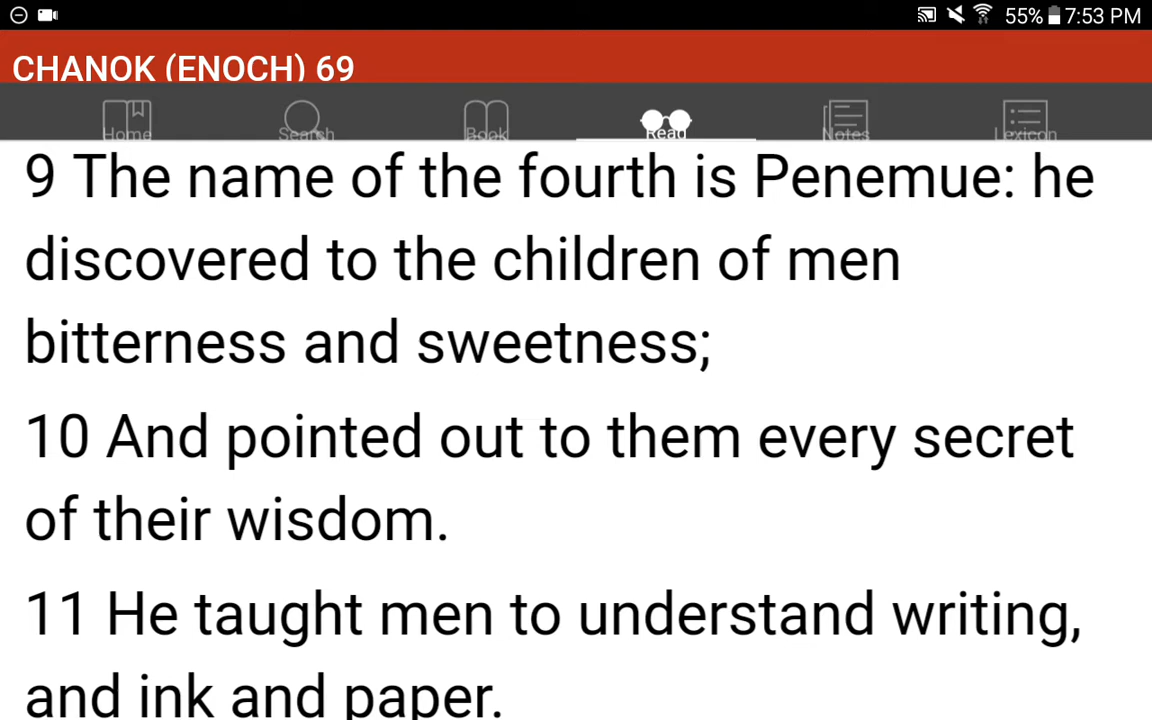 55% 7:53 PM
CHANOK (ENOCH) 69
Home Search Book Read Notes Lexicon
9 The name of the fourth is Penemue: he
discovered to the children of men
bitterness and sweetness;
10 And pointed out to them every secret
of their wisdom.
11 He taught men to understand writing,
and ink and paper.